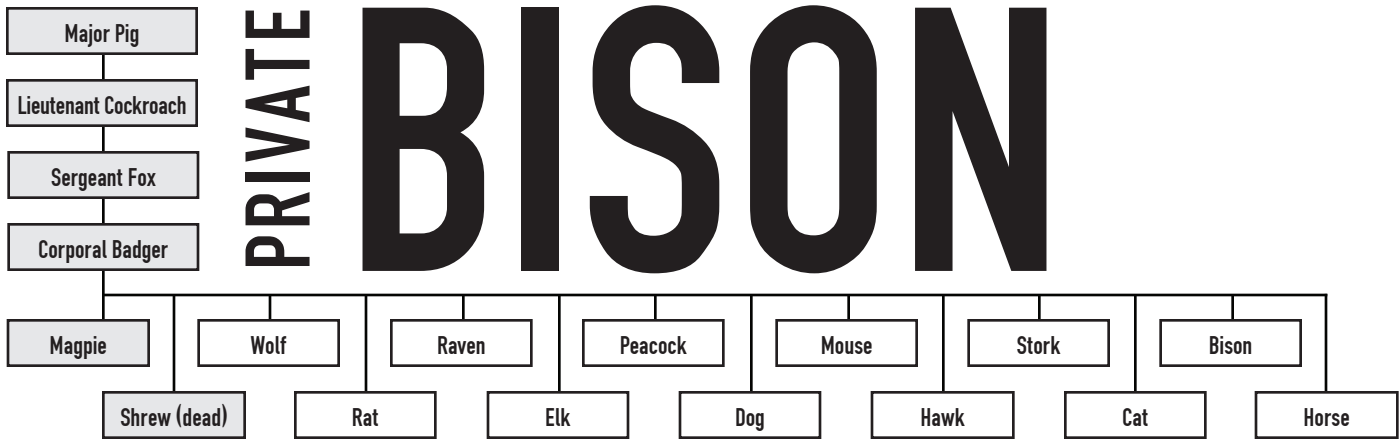 Major Pig
Lieutenant Cockroach
Sergeant Fox
Corporal Badger
PRIVATE
BISON
Magpie
Wolf
Raven
Peacock
Mouse
Stork
Bison
Shrew (dead)
Rat
Elk
Dog
Hawk
Cat
Horse